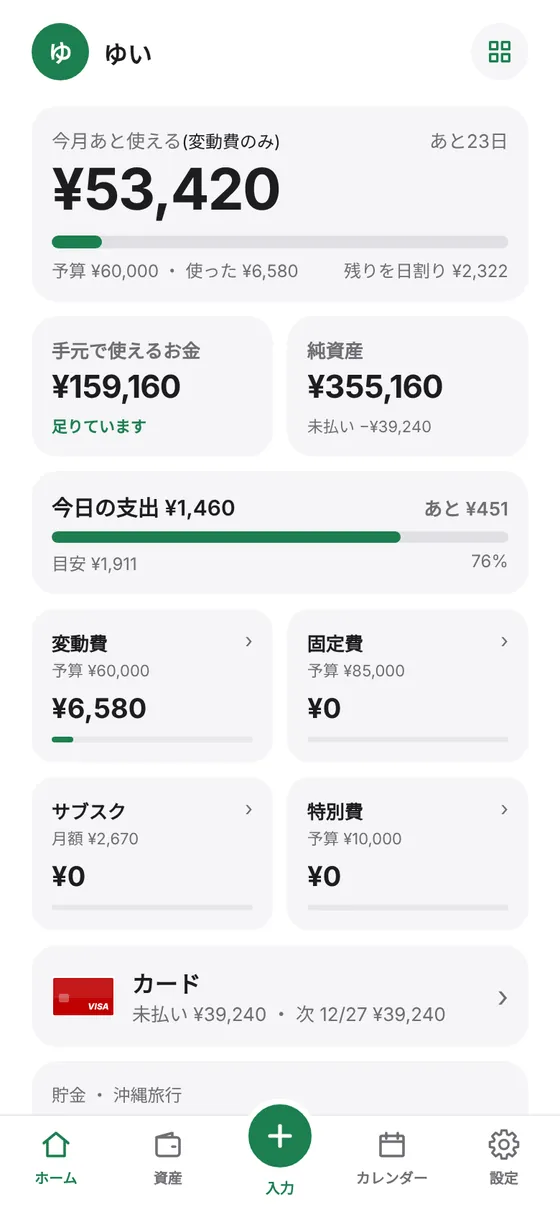 ゆ ゆい
今月あと使える(変動費のみ) あと23日
¥53,420
予算 ¥60,000 ・ 使った ¥6,580 残りを日割り ¥2,322
手元で使えるお金
¥159,160
足りています
純資産
¥355,160
未払い −¥39,240
今日の支出 ¥1,460 あと ¥451
目安 ¥1,911 76%
変動費
予算 ¥60,000
¥6,580
固定費
予算 ¥85,000
¥0
サブスク
月額 ¥2,670
¥0
特別費
予算 ¥10,000
¥0
VISA
カード
未払い ¥39,240 ・ 次 12/27 ¥39,240
貯金 ・ 沖縄旅行
ホーム 資産 入力 カレンダー 設定